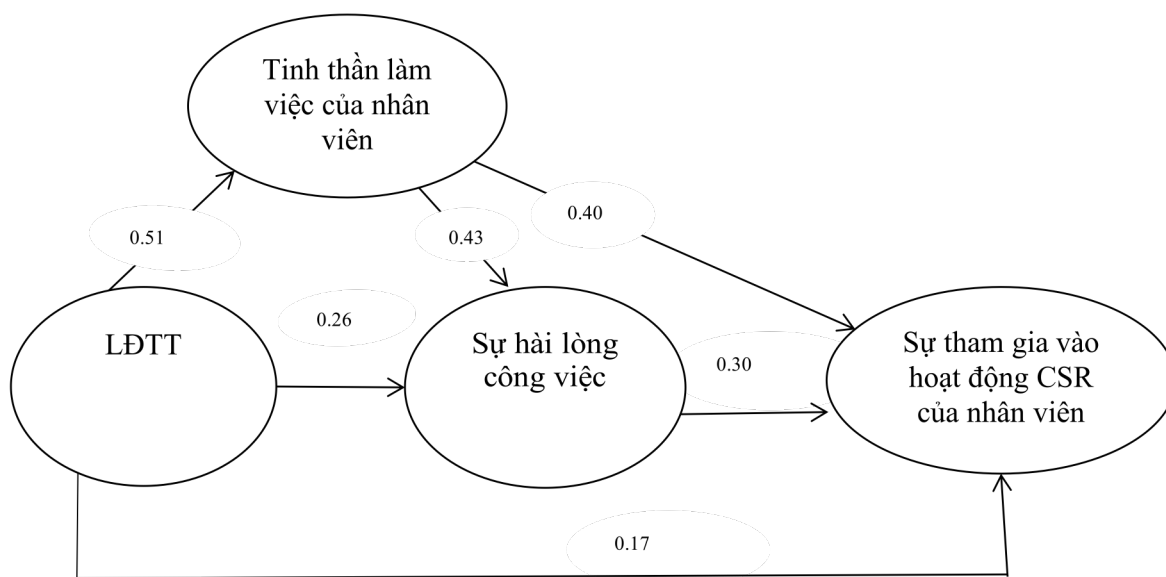 Tinh thần làm
việc của nhân
viên
0.51
0.43
0.40
LĐTT
0.26
Sự hài lòng
công việc
0.30
Sự tham gia vào
hoạt động CSR
của nhân viên
0.17